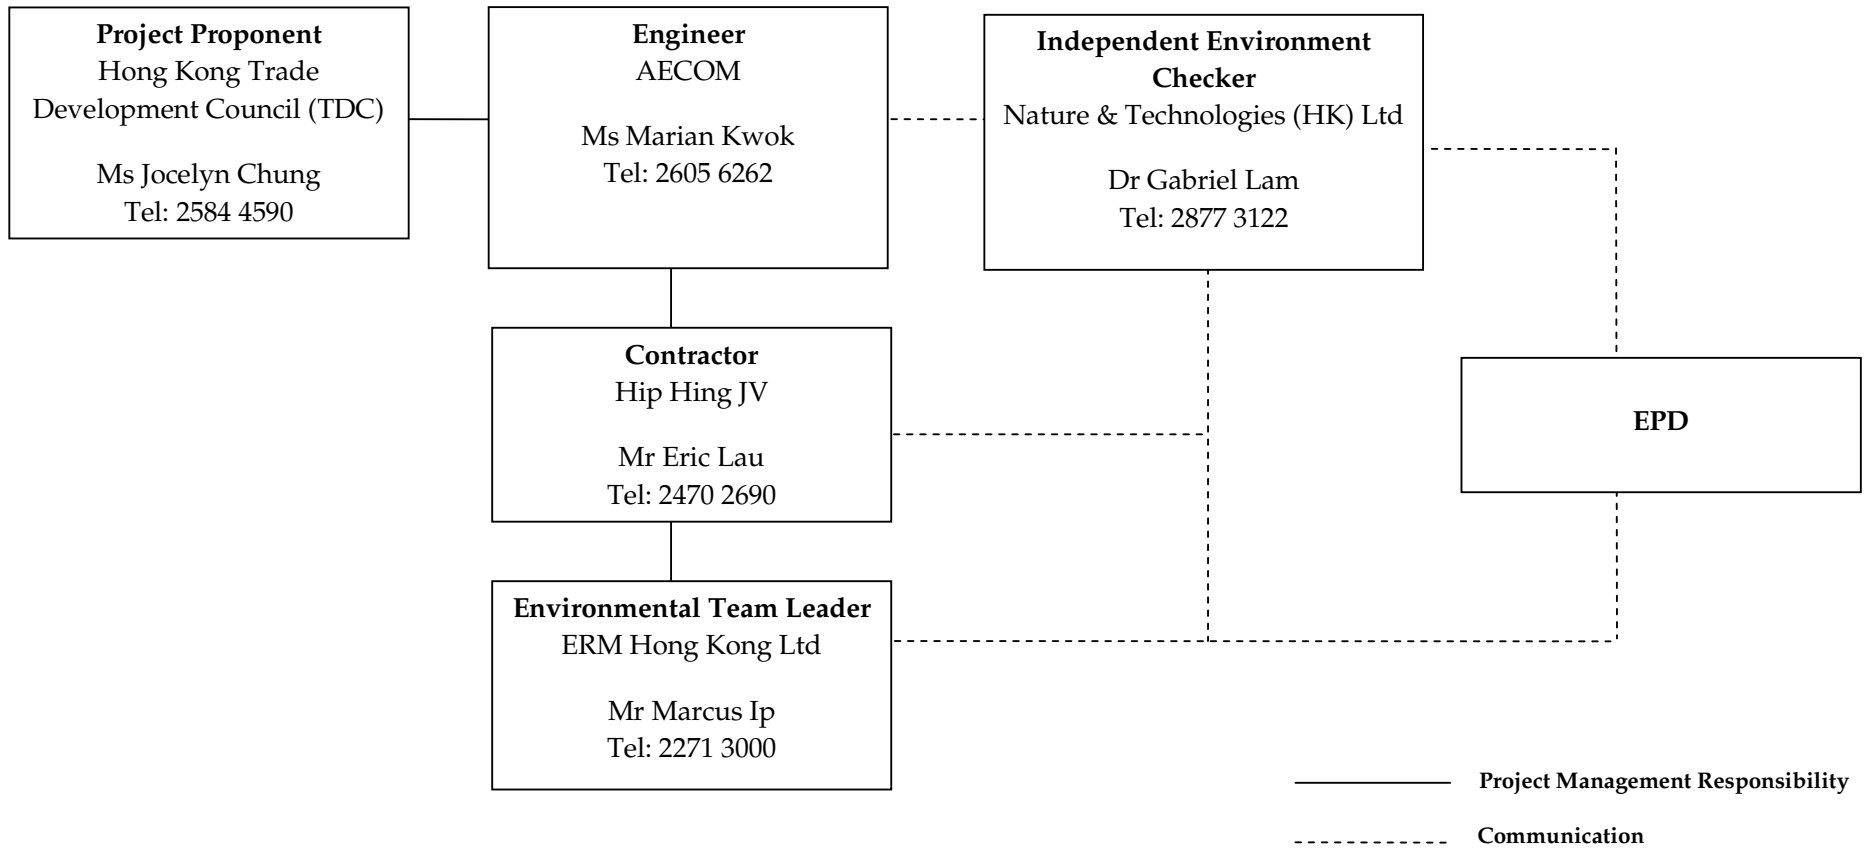 Project Proponent
Hong Kong Trade
Development Council (TDC)
Ms Jocelyn Chung
Tel: 2584 4590
Engineer
AECOM
Ms Marian Kwok
Tel: 2605 6262
Independent Environment
Checker
Nature & Technologies (HK) Ltd
Dr Gabriel Lam
Tel: 2877 3122
Contractor
Hip Hing JV
Mr Eric Lau
Tel: 2470 2690
EPD
Environmental Team Leader
ERM Hong Kong Ltd
Mr Marcus Ip
Tel: 2271 3000
Project Management Responsibility
Communication